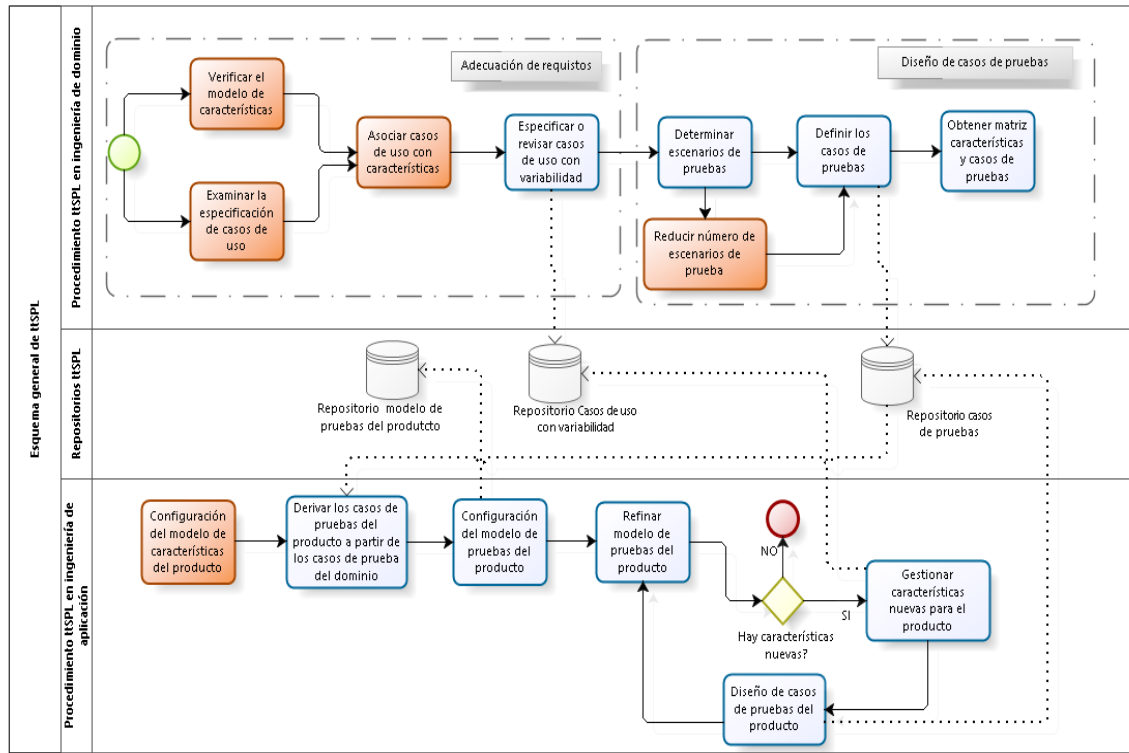 Esquema general de ttSPL
Procedimiento ttSPL en ingeniería de dominio
Adecuación de requistos
Diseño de casos de pruebas
Verificar el
modelo de
características
Examinar la
especificación
de casos de
uso
Asociar casos
de uso con
características
Especificar o
revisar casos
de uso con
variabilidad
Determinar
escenarios de
pruebas
Reducir número de
escenarios de
prueba
Definir los
casos de
pruebas
Obtener matriz
características
y casos de
pruebas
Repositorios ttSPL
Repositorio modelo de
pruebas del produtcto
Repositorio Casos de uso
con variabilidad
Repositorio casos
de pruebas
Procedimiento ttSPL en ingeniería de
aplicación
Configuración
del modelo de
características
del producto
Derivar los casos de
pruebas del
producto a partir de
los casos de prueba
del dominio
Configuración
del modelo de
pruebas del
producto
Refinar
modelo de
pruebas del
producto
NO
SI
Hay características
nuevas?
Gestionar
características
nuevas para el
producto
Diseño de casos
de pruebas del
producto